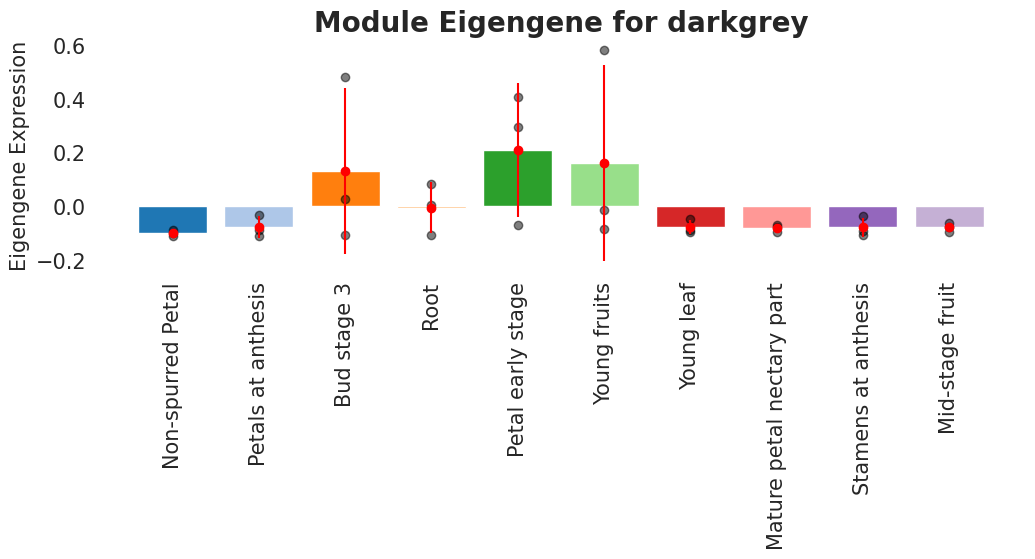 Module Eigengene for darkgrey
Eigengene Expression
0.6
0.4
0.2
0.0
−0.2
Non-spurred Petal
Petals at anthesis
Bud stage 3
Root
Petal early stage
Young fruits
Young leaf
Mature petal nectary part
Stamens at anthesis
Mid-stage fruit